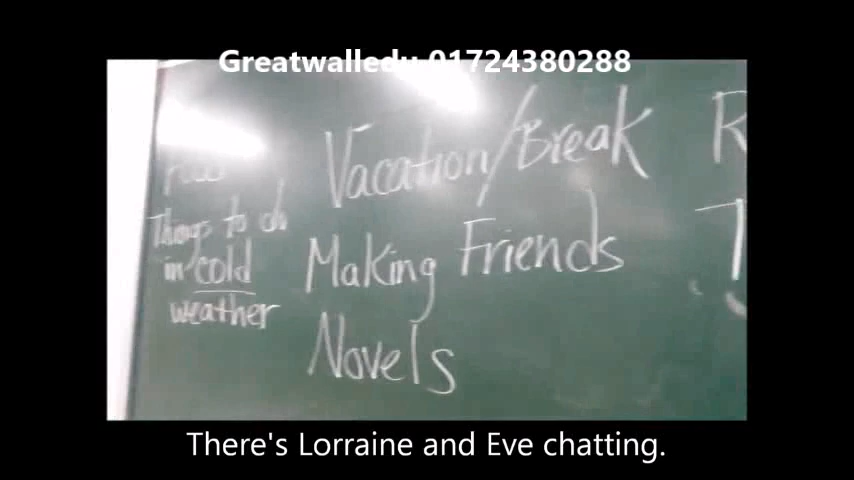 Greatwalledu 01724380288
Vacation/Break
Things to do
in cold
weather
Making Friends
Novels
R
T
There's Lorraine and Eve chatting.